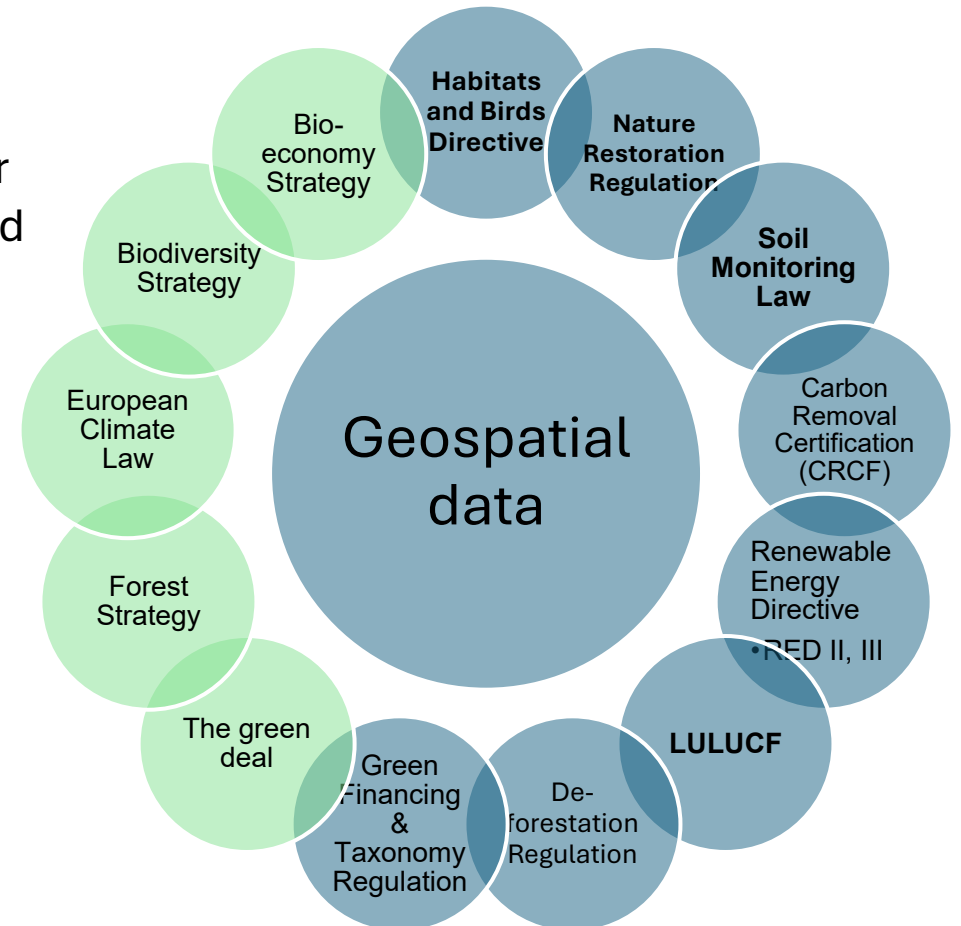 r
d
Habitats
and Birds
Directive
Nature
Restoration
Regulation
Soil
Monitoring
Law
Carbon
Removal
Certification
(CRCF)
Renewable
Energy
Directive
•RED II, III
LULUCF
De-
forestation
Regulation
Green
Financing
&
Taxonomy
Regulation
The green
deal
Forest
Strategy
European
Climate
Law
Biodiversity
Strategy
Bio-
economy
Strategy
Geospatial
data